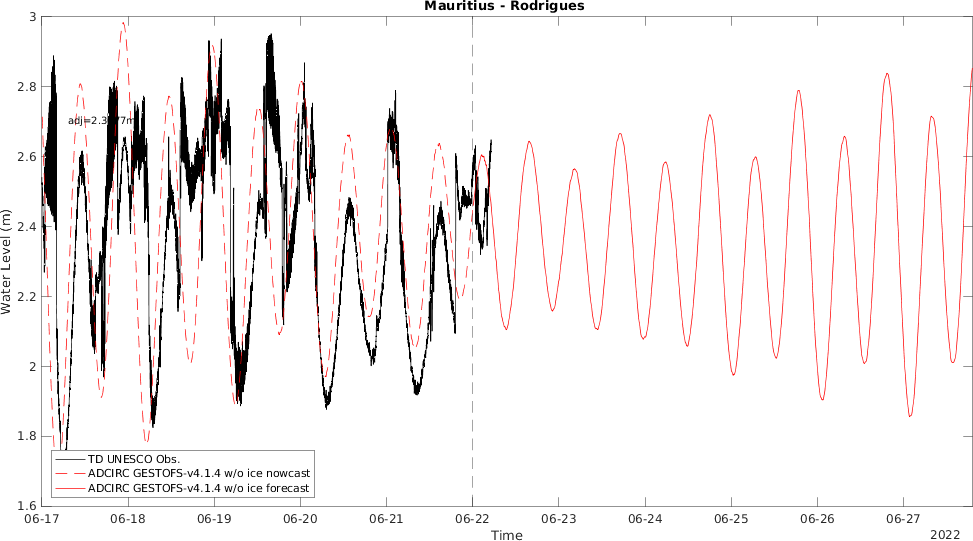 Mauritius - Rodrigues
3
2.8
2.6
2.4
2.2
2
1.8
1.6
Water Level (m)
TD UNESCO Obs.
ADCIRC GESTOFS-v4.1.4 w/o ice nowcast
ADCIRC GESTOFS-v4.1.4 w/o ice forecast
06-17 06-18 06-19 06-20 06-21 06-22 06-23 06-24 06-25 06-26 06-27
Time
2022